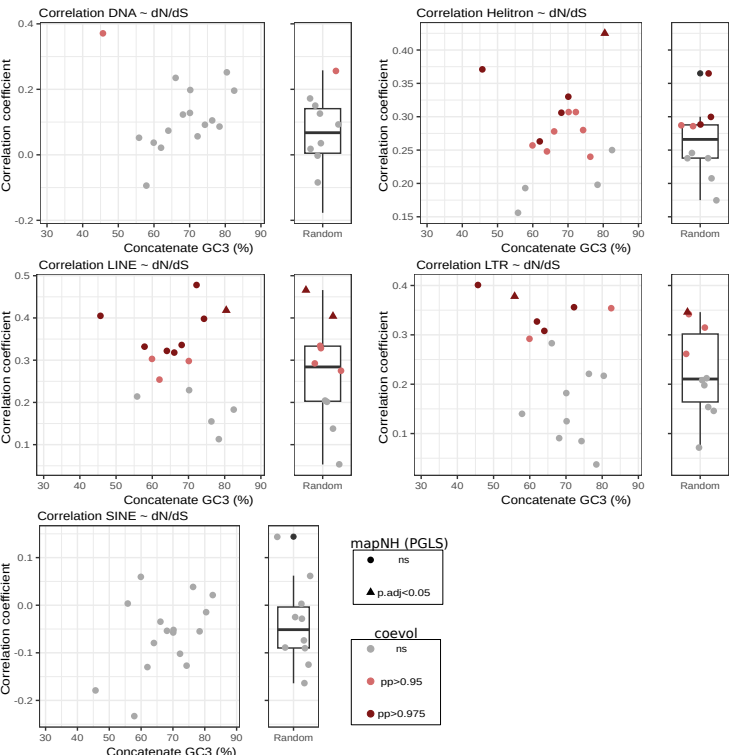 Correlation DNA ~ dN/dS
Correlation coefficient
0.4
0.2
0.0
-0.2
30 40 50 60 70 80 90
Concatenate GC3 (%)
Random
Correlation Helitron ~ dN/dS
Correlation coefficient
0.40
0.35
0.30
0.25
0.20
0.15
30 40 50 60 70 80 90
Concatenate GC3 (%)
Random
Correlation LINE ~ dN/dS
Correlation coefficient
0.5
0.4
0.3
0.2
0.1
30 40 50 60 70 80 90
Concatenate GC3 (%)
Random
Correlation LTR ~ dN/dS
Correlation coefficient
0.4
0.3
0.2
0.1
30 40 50 60 70 80 90
Concatenate GC3 (%)
Random
Correlation SINE ~ dN/dS
Correlation coefficient
0.1
0.0
-0.1
-0.2
30 40 50 60 70 80 90
Concatenate GC3 (%)
Random
mapNH (PGLS)
ns
p.adj<0.05
coevol
ns
pp>0.95
pp>0.975